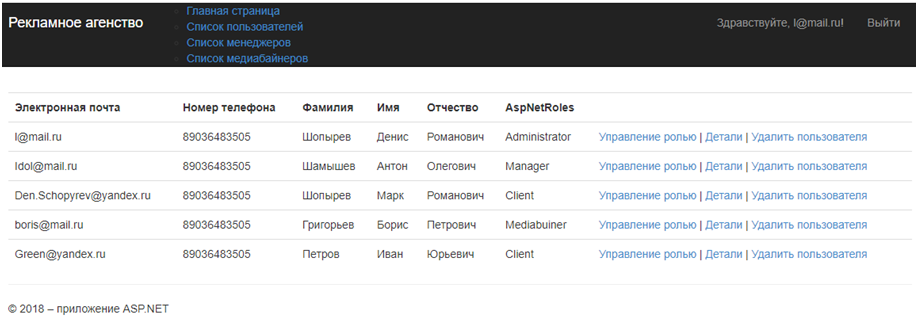 Рекламное агенство
Главная страница
Список пользователей
Список менеджеров
Список медиабайнеров
Здравствуйте, l@mail.ru! Выйти
Электронная почта Номер телефона Фамилия Имя Отчество AspNetRoles
l@mail.ru 89036483505 Шопырев Денис Романович Administrator Управление ролью | Детали | Удалить пользователя
Idol@mail.ru 89036483505 Шамышев Антон Олегович Manager Управление ролью | Детали | Удалить пользователя
Den.Schopyrev@yandex.ru 89036483505 Шопырев Марк Романович Client Управление ролью | Детали | Удалить пользователя
boris@mail.ru 89036483505 Григорьев Борис Петрович Mediabuiner Управление ролью | Детали | Удалить пользователя
Green@yandex.ru 89036483505 Петров Иван Юрьевич Client Управление ролью | Детали | Удалить пользователя
© 2018 – приложение ASP.NET